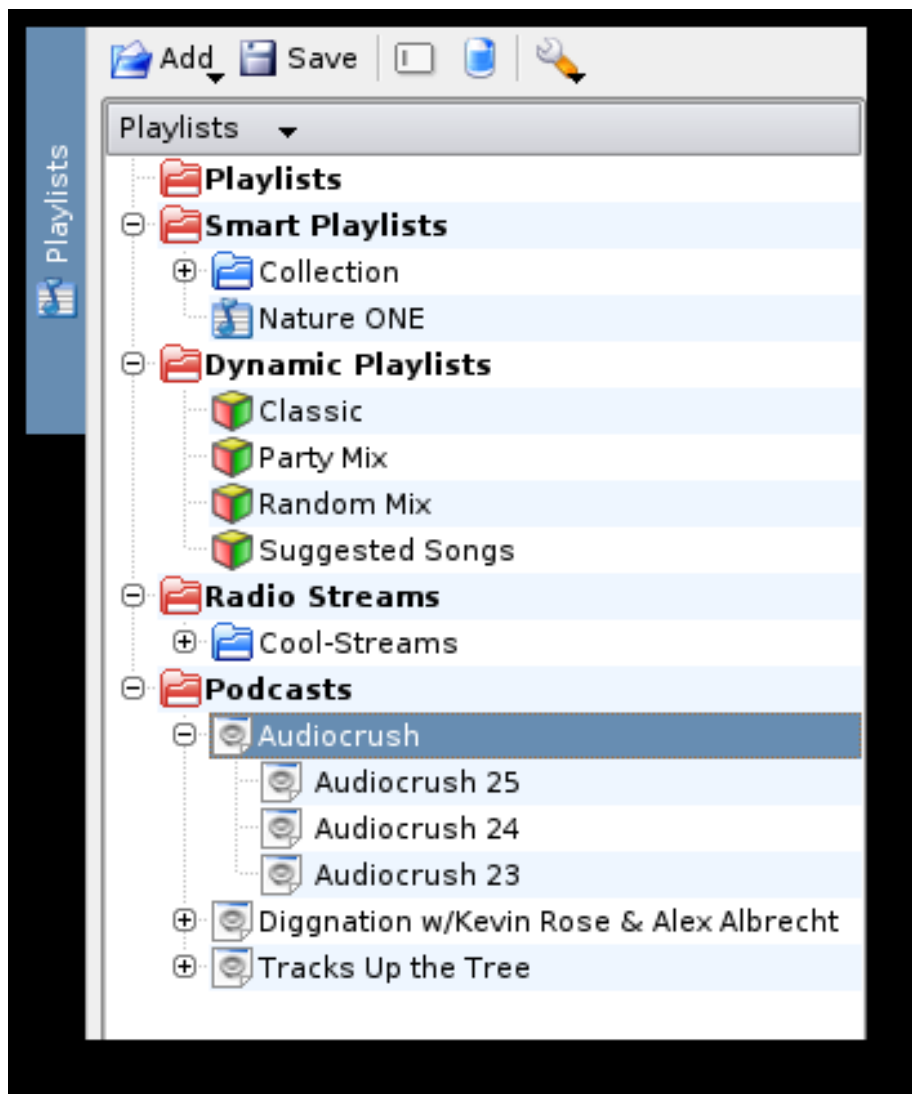 Add Save
Playlists
Playlists
Playlists
Smart Playlists
Collection
Nature ONE
Dynamic Playlists
Classic
Party Mix
Random Mix
Suggested Songs
Radio Streams
Cool-Streams
Podcasts
Audiocrush
Audiocrush 25
Audiocrush 24
Audiocrush 23
Diggnation w/Kevin Rose & Alex Albrecht
Tracks Up the Tree